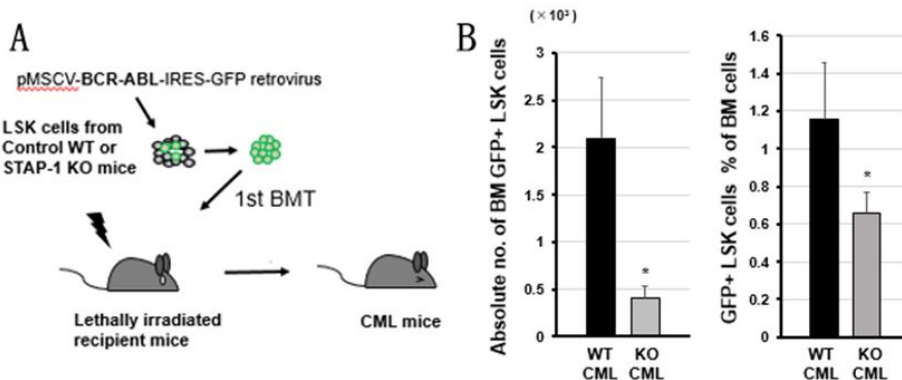 A
pMSCV-BCR-ABL-IRES-GFP retrovirus
LSK cells from
Control WT or
STAP-1 KO mice
1st BMT
Lethally irradiated
recipient mice
CML mice
B
(×10³)
Absolute no. of BM GFP+ LSK cells
3
2.5
2
1.5
1
0.5
0
*
WT
CML
KO
CML
GFP+ LSK cells % of BM cells
1.6
1.4
1.2
1
0.8
0.6
0.4
0.2
0
*
WT
CML
KO
CML